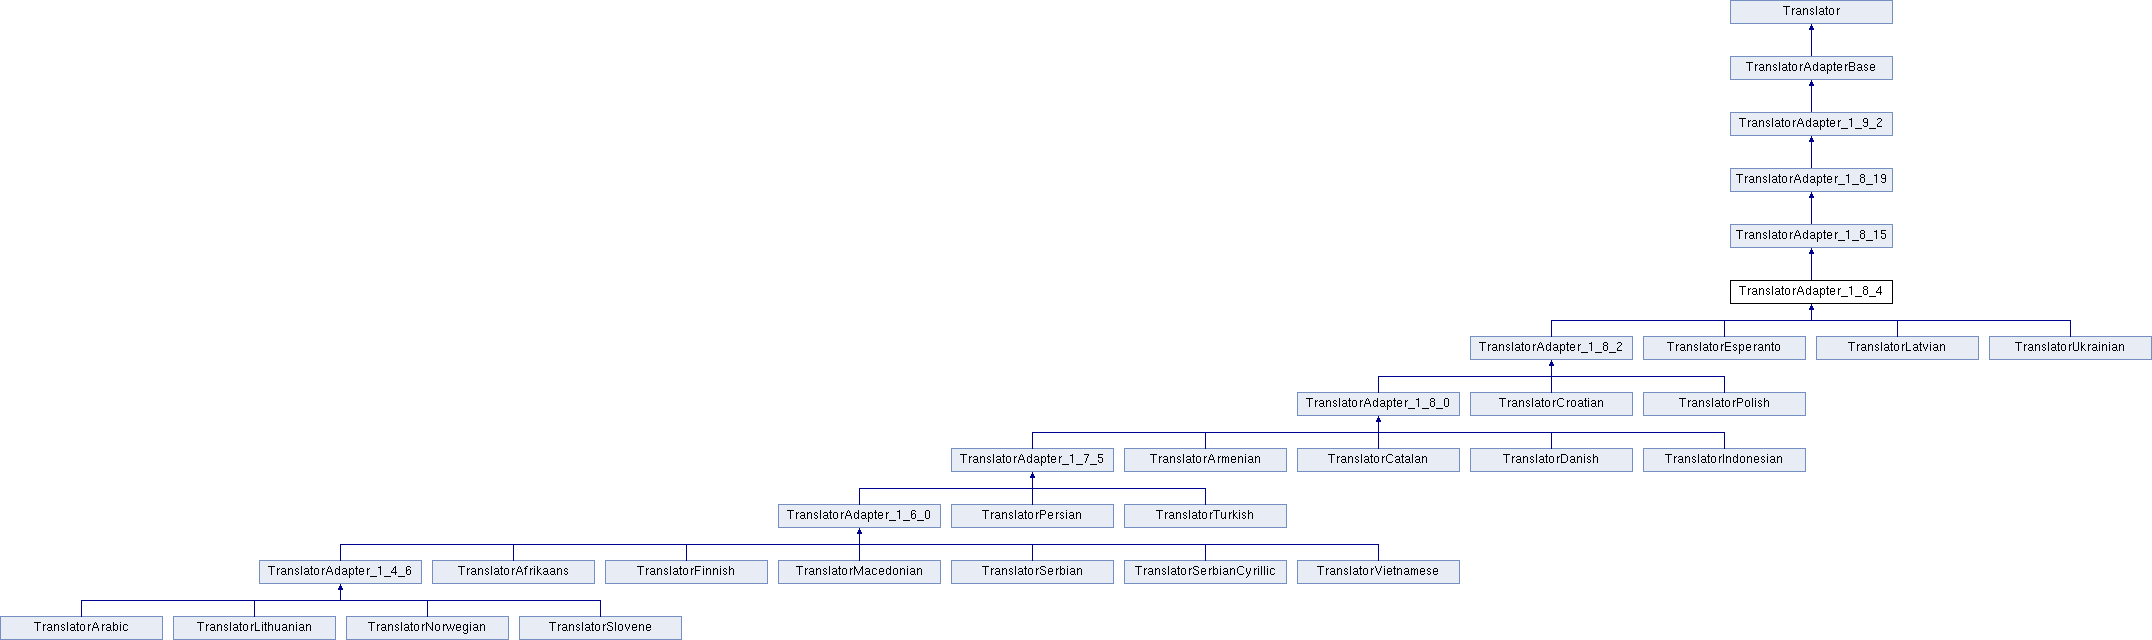 Translator
TranslatorAdapterBase
TranslatorAdapter_1_9_2
TranslatorAdapter_1_8_19
TranslatorAdapter_1_8_15
TranslatorAdapter_1_8_4
TranslatorAdapter_1_8_2 TranslatorEsperanto TranslatorLatvian TranslatorUkrainian
TranslatorAdapter_1_8_0 TranslatorCroatian TranslatorPolish
TranslatorAdapter_1_7_5 TranslatorArmenian TranslatorCatalan TranslatorDanish TranslatorIndonesian
TranslatorAdapter_1_6_0 TranslatorPersian TranslatorTurkish
TranslatorAdapter_1_4_6 TranslatorAfrikaans TranslatorFinnish TranslatorMacedonian TranslatorSerbian TranslatorSerbianCyrillic TranslatorVietnamese
TranslatorArabic TranslatorLithuanian TranslatorNorwegian TranslatorSlovene